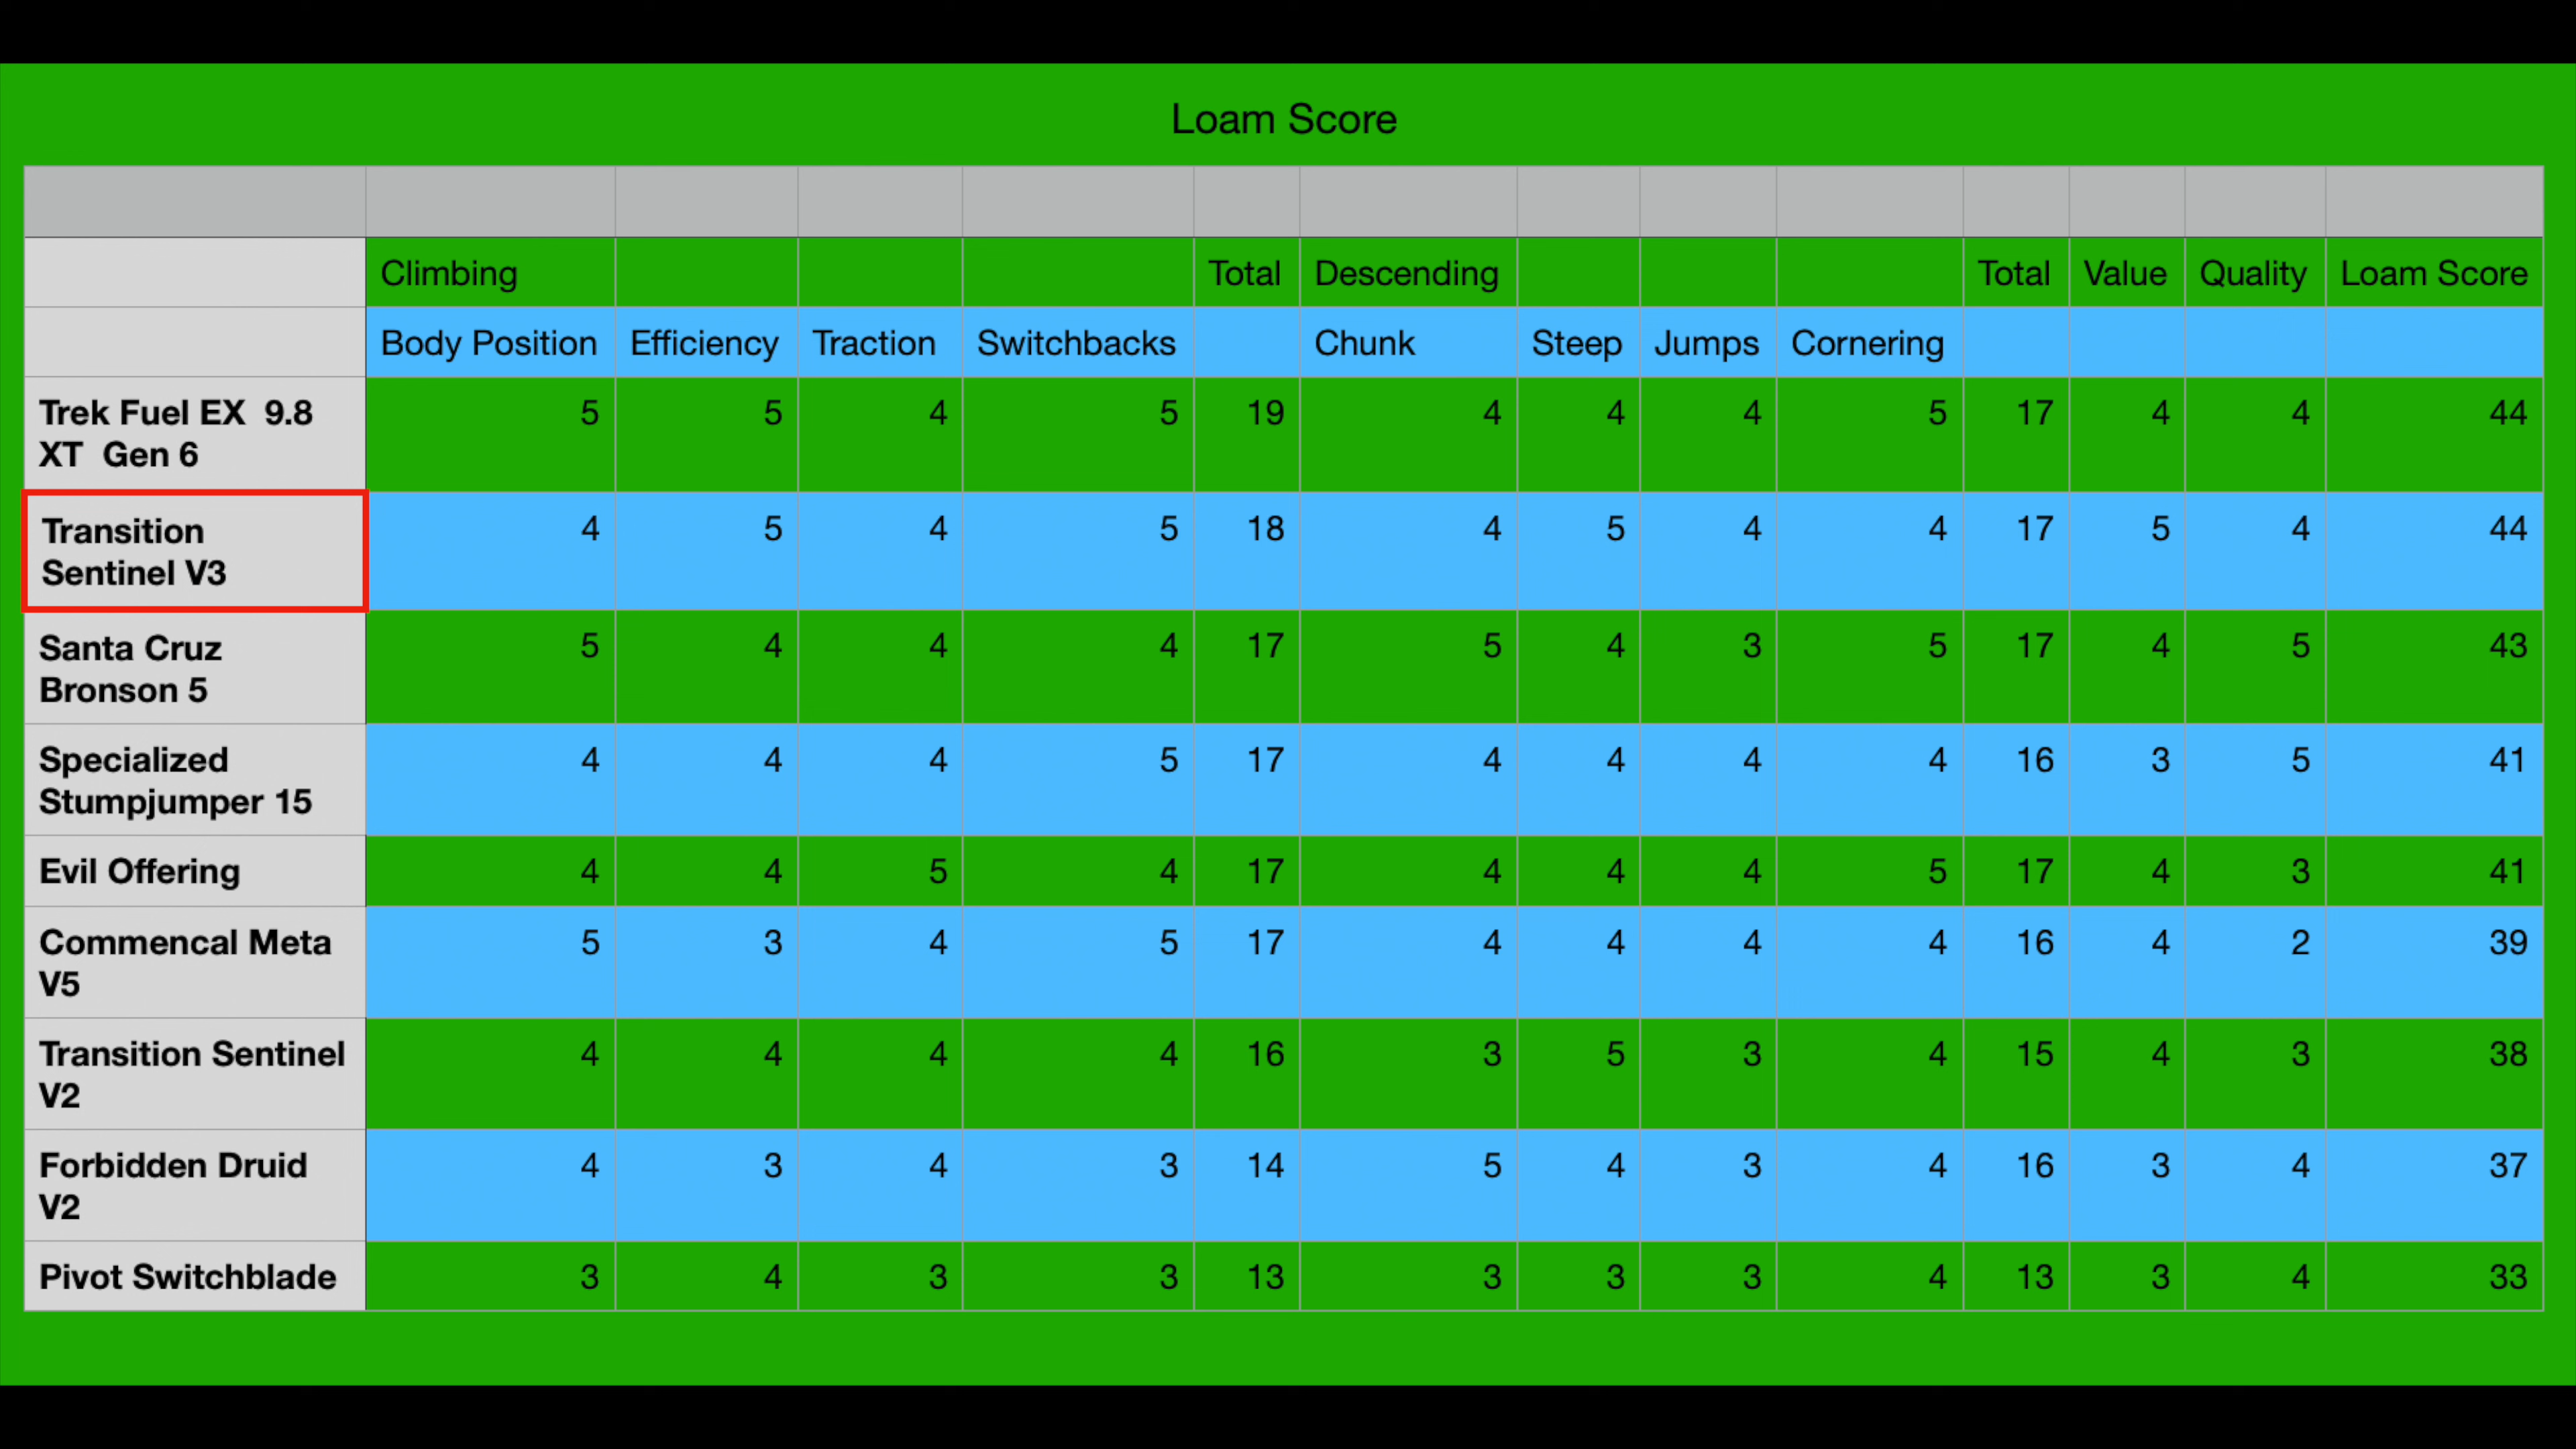 Loam Score
Climbing Total Descending Total Value Quality Loam Score
Body Position Efficiency Traction Switchbacks Chunk Steep Jumps Cornering
Trek Fuel EX 9.8 5 5 4 5 19 4 4 4 5 17 4 4 44
XT Gen 6
Transition 4 5 4 5 18 4 5 4 4 17 5 4 44
Sentinel V3
Santa Cruz 5 4 4 4 17 5 4 3 5 17 4 5 43
Bronson 5
Specialized 4 4 4 5 17 4 4 4 4 16 3 5 41
Stumpjumper 15
Evil Offering 4 4 5 4 17 4 4 4 5 17 4 3 41
Commencal Meta 5 3 4 5 17 4 4 4 4 16 4 2 39
V5
Transition Sentinel 4 4 4 4 16 3 5 3 4 15 4 3 38
V2
Forbidden Druid 4 3 4 3 14 5 4 3 4 16 3 4 37
V2
Pivot Switchblade 3 4 3 3 13 3 3 3 4 13 3 4 33